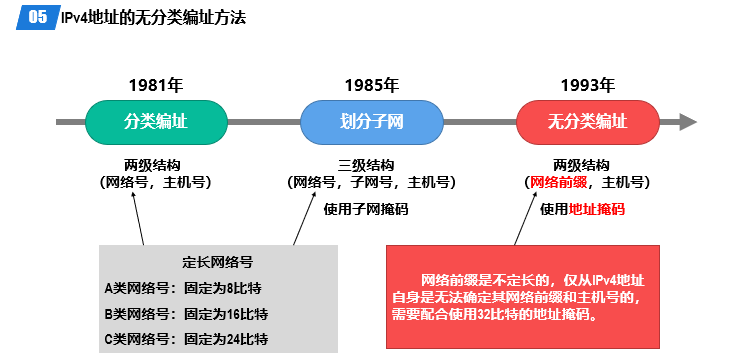 05 IPv4地址的无分类编址方法
1981年 1985年 1993年
分类编址 划分子网 无分类编址
两级结构
（网络号，主机号）
三级结构
（网络号，子网号，主机号）
使用子网掩码
两级结构
（网络前缀，主机号）
使用地址掩码
定长网络号
A类网络号：固定为8比特
B类网络号：固定为16比特
C类网络号：固定为24比特
网络前缀是不定长的，仅从IPv4地址
自身是无法确定其网络前缀和主机号的，
需要配合使用32比特的地址掩码。